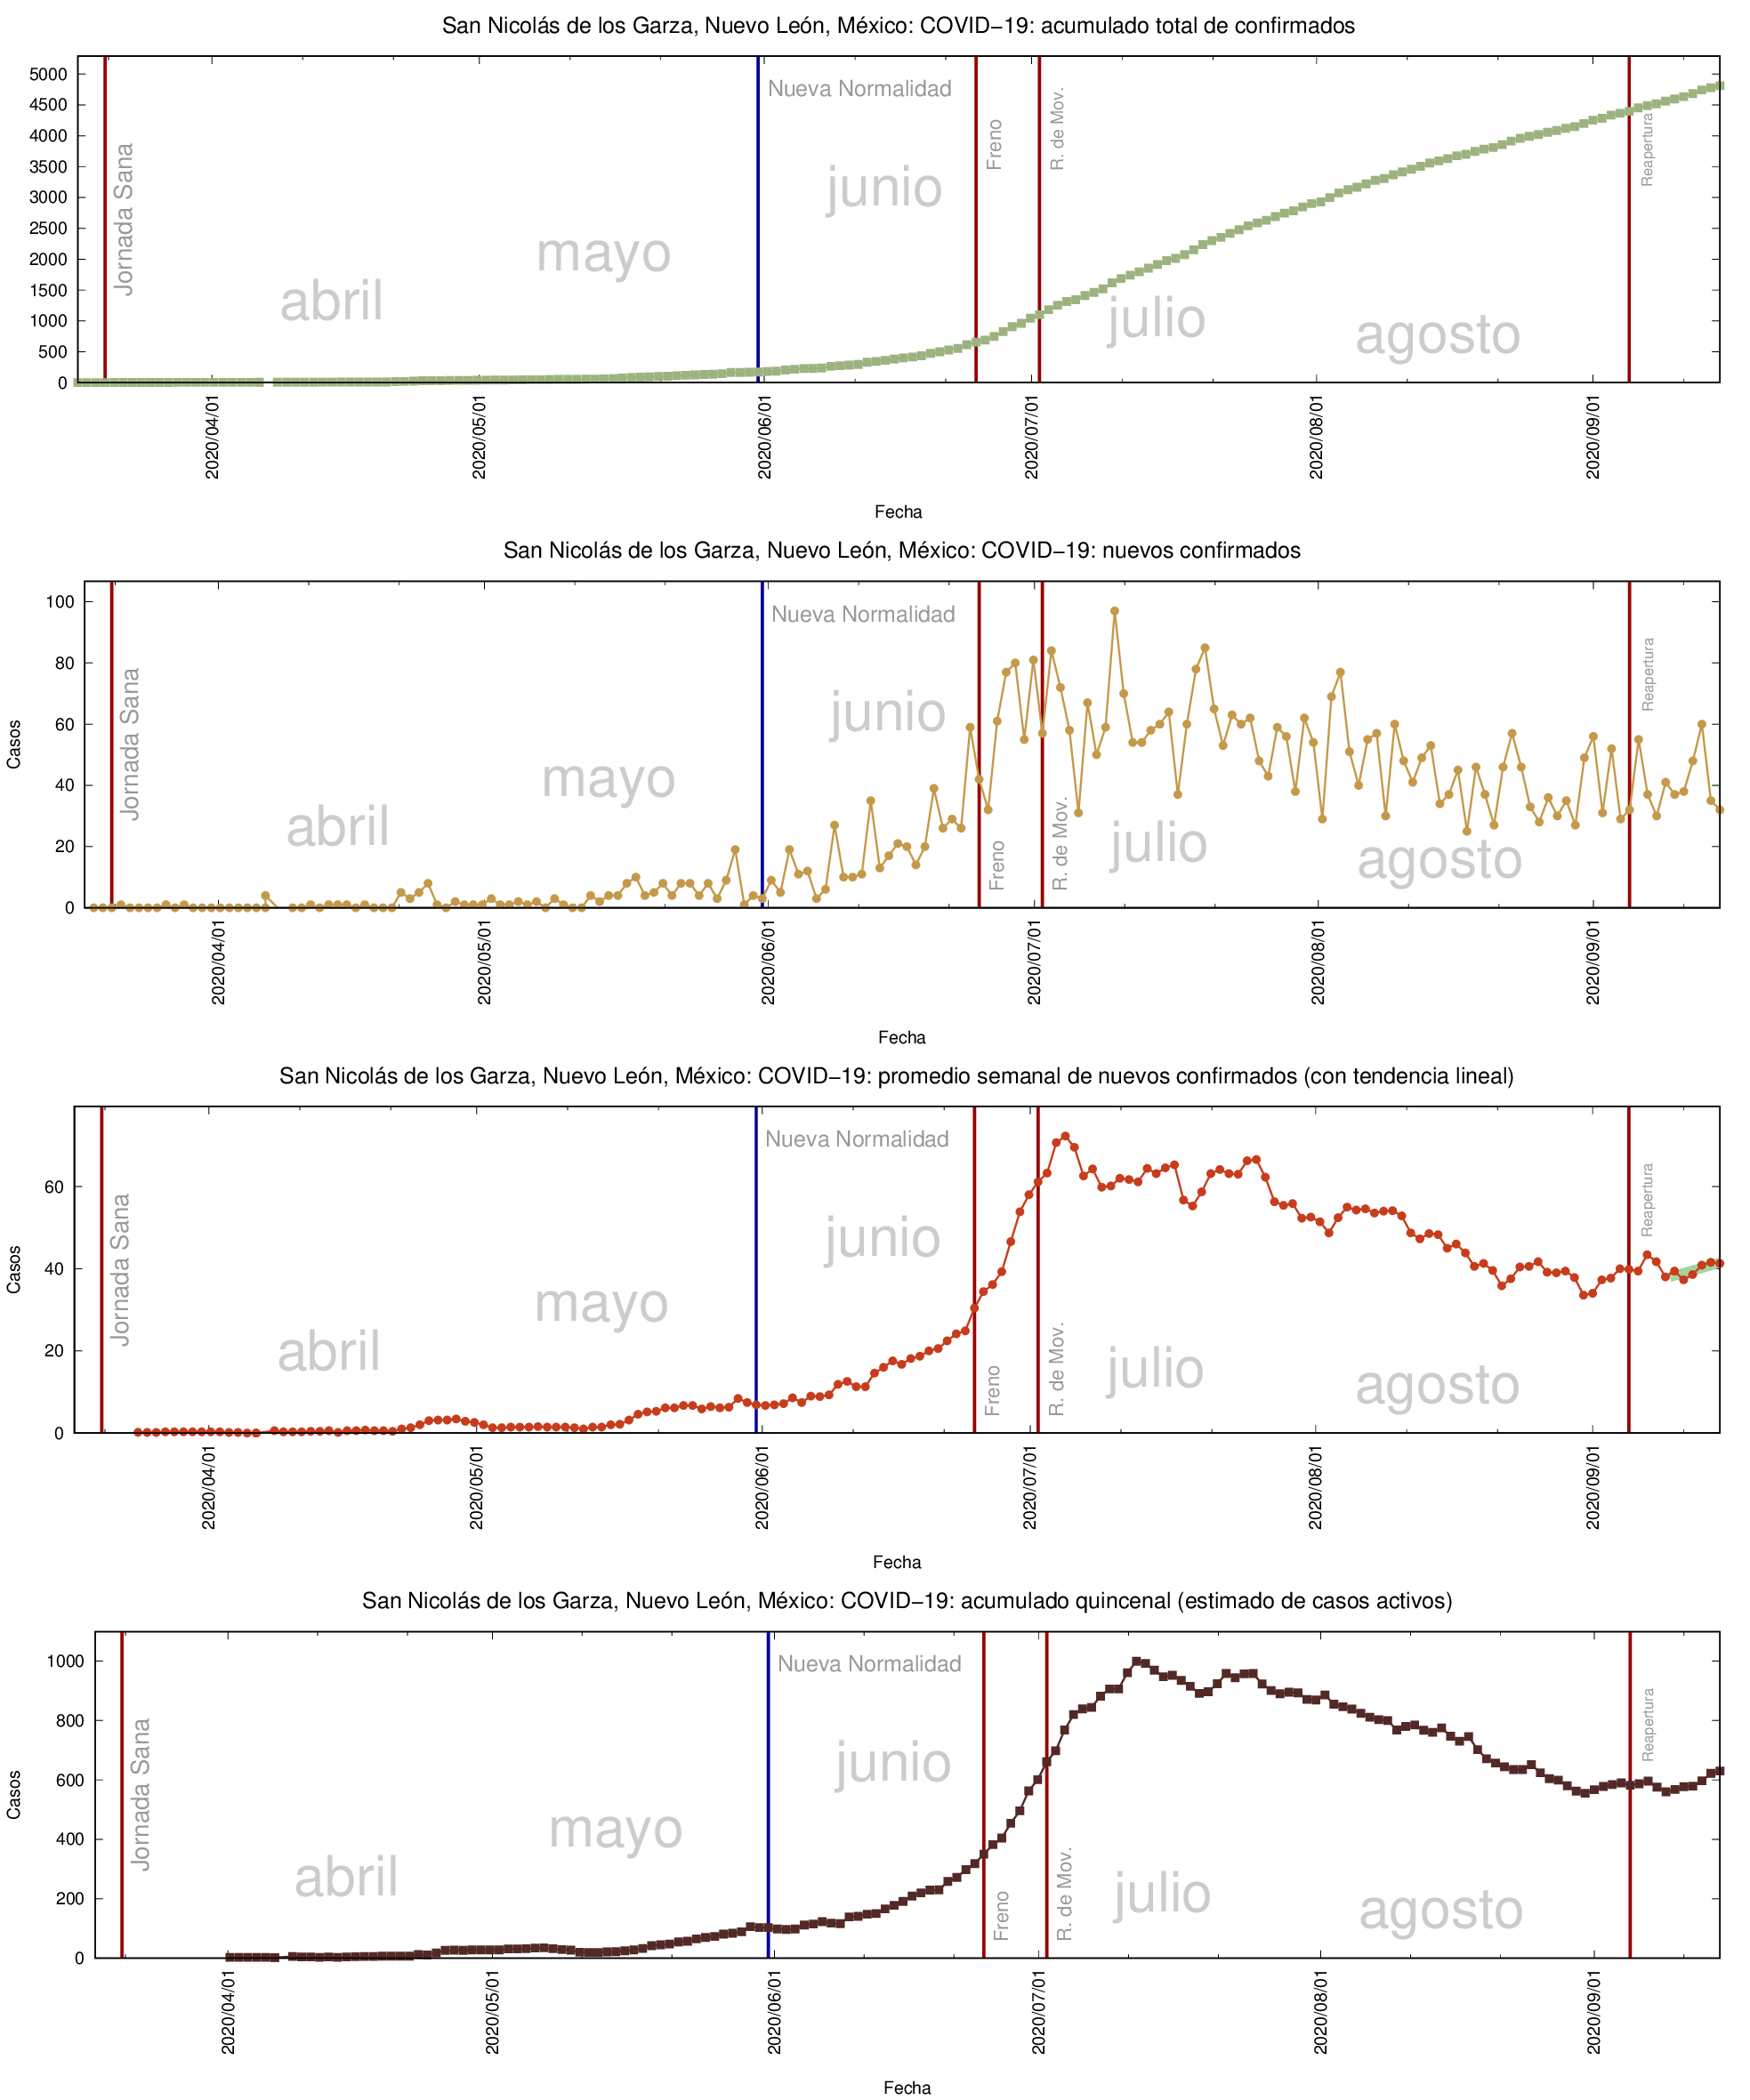 San Nicolás de los Garza, Nuevo León, México: COVID−19: acumulado total de confirmados
5000
4500
4000
3500
3000
2500
2000
1500
1000
500
0
Jornada Sana
abril
mayo
Nueva Normalidad
junio
Freno
R. de Mov.
julio
agosto
Reapertura
2020/04/01
2020/05/01
2020/06/01
2020/07/01
2020/08/01
2020/09/01
Fecha
San Nicolás de los Garza, Nuevo León, México: COVID−19: nuevos confirmados
Casos
100
80
60
40
20
0
Jornada Sana
abril
mayo
Nueva Normalidad
junio
Freno
R. de Mov.
julio
agosto
Reapertura
2020/04/01
2020/05/01
2020/06/01
2020/07/01
2020/08/01
2020/09/01
Fecha
San Nicolás de los Garza, Nuevo León, México: COVID−19: promedio semanal de nuevos confirmados (con tendencia lineal)
Casos
60
40
20
0
Jornada Sana
abril
mayo
Nueva Normalidad
junio
Freno
R. de Mov.
julio
agosto
Reapertura
2020/04/01
2020/05/01
2020/06/01
2020/07/01
2020/08/01
2020/09/01
Fecha
San Nicolás de los Garza, Nuevo León, México: COVID−19: acumulado quincenal (estimado de casos activos)
Casos
1000
800
600
400
200
0
Jornada Sana
abril
mayo
Nueva Normalidad
junio
Freno
R. de Mov.
julio
agosto
Reapertura
2020/04/01
2020/05/01
2020/06/01
2020/07/01
2020/08/01
2020/09/01
Fecha